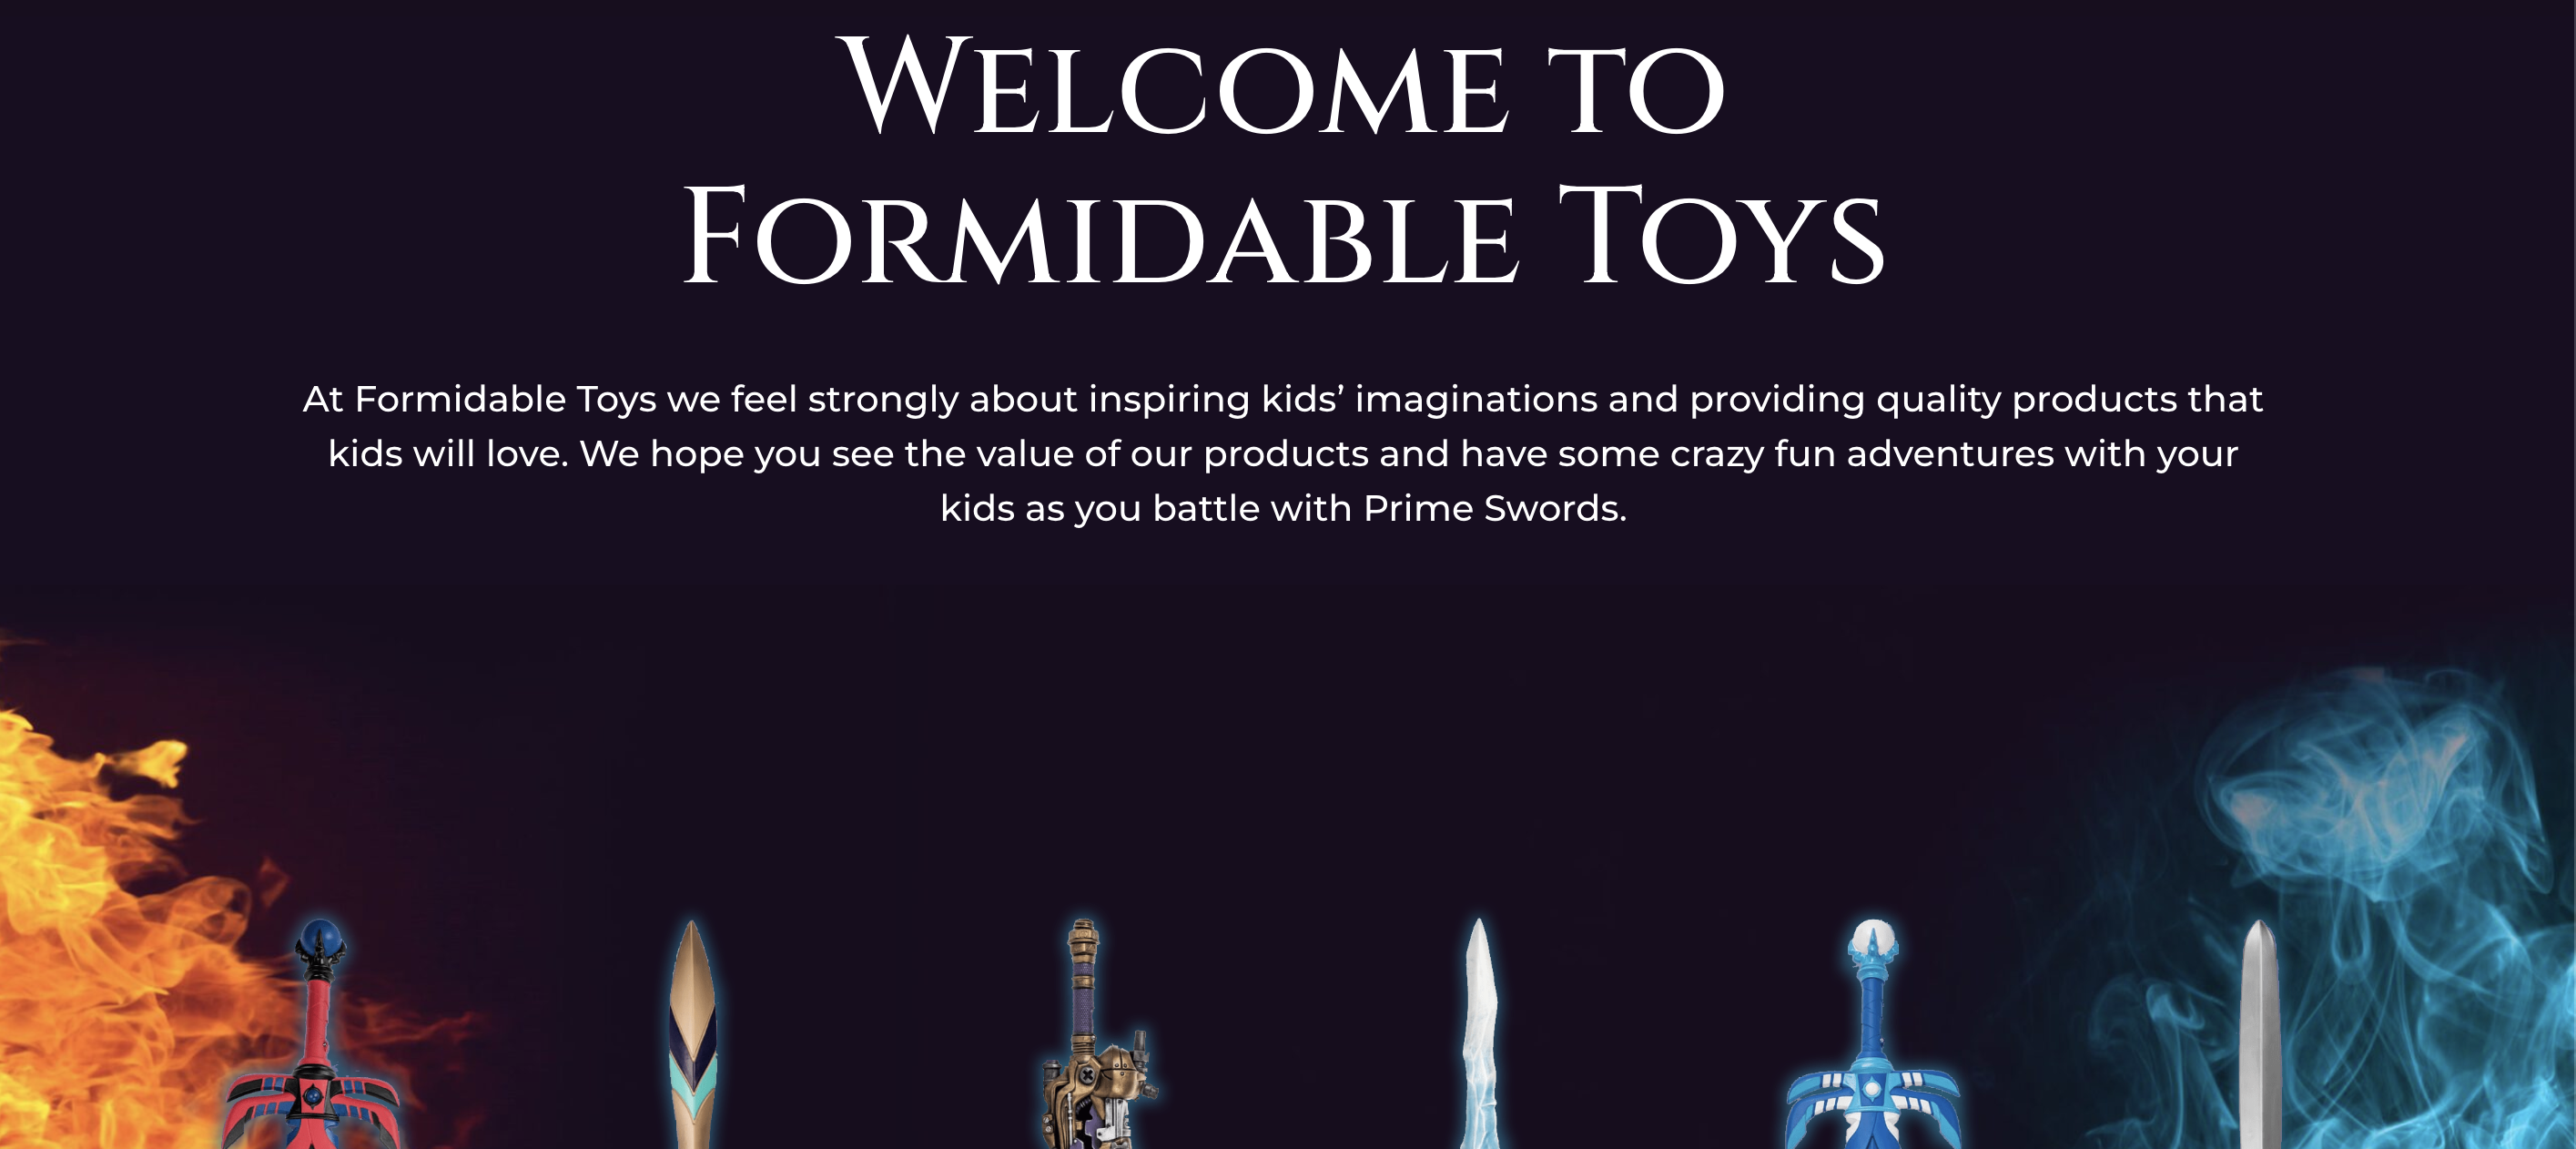 Welcome to
Formidable Toys
At Formidable Toys we feel strongly about inspiring kids’ imaginations and providing quality products that
kids will love. We hope you see the value of our products and have some crazy fun adventures with your
kids as you battle with Prime Swords.